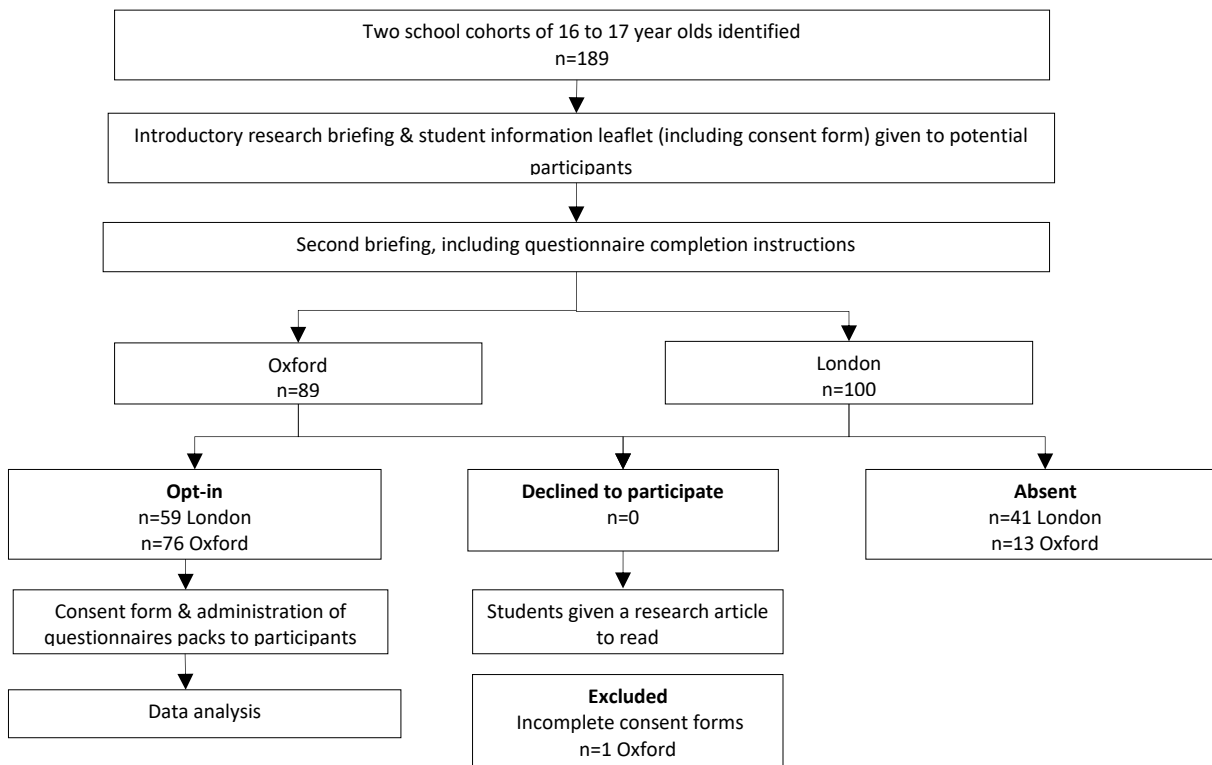 Two school cohorts of 16 to 17 year olds identified
n=189
Introductory research briefing & student information leaflet (including consent form) given to potential
participants
Second briefing, including questionnaire completion instructions
Oxford
n=89
London
n=100
Opt-in
n=59 London
n=76 Oxford
Declined to participate
n=0
Absent
n=41 London
n=13 Oxford
Consent form & administration of
questionnaires packs to participants
Students given a research article
to read
Data analysis
Excluded
Incomplete consent forms
n=1 Oxford